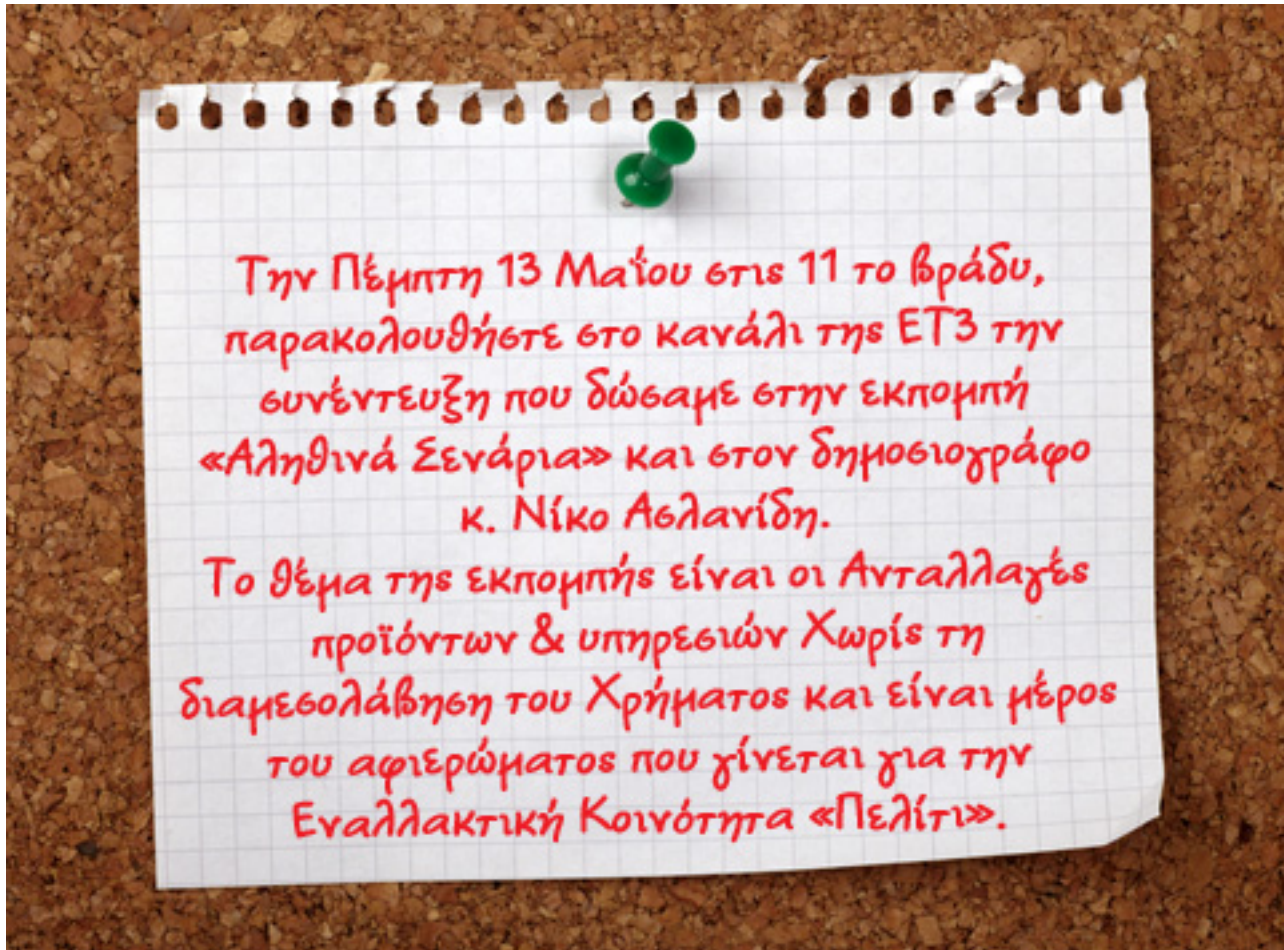 Την Πέμπτη 13 Μαΐου στις 11 το βράδυ,
παρακολουθήστε στο κανάλι της ΕΤ3 την
συνέντευξη που δώσαμε στην εκπομπή
«Αληθινά Σενάρια» και στον δημοσιογράφο
κ. Νίκο Ασλανίδη.
Το θέμα της εκπομπής είναι οι Ανταλλαγές
προϊόντων & υπηρεσιών Χωρίς τη
διαμεσολάβηση του Χρήματος και είναι μέρος
του αφιερώματος που γίνεται για την
Εναλλακτική Κοινότητα «Πελίτι».